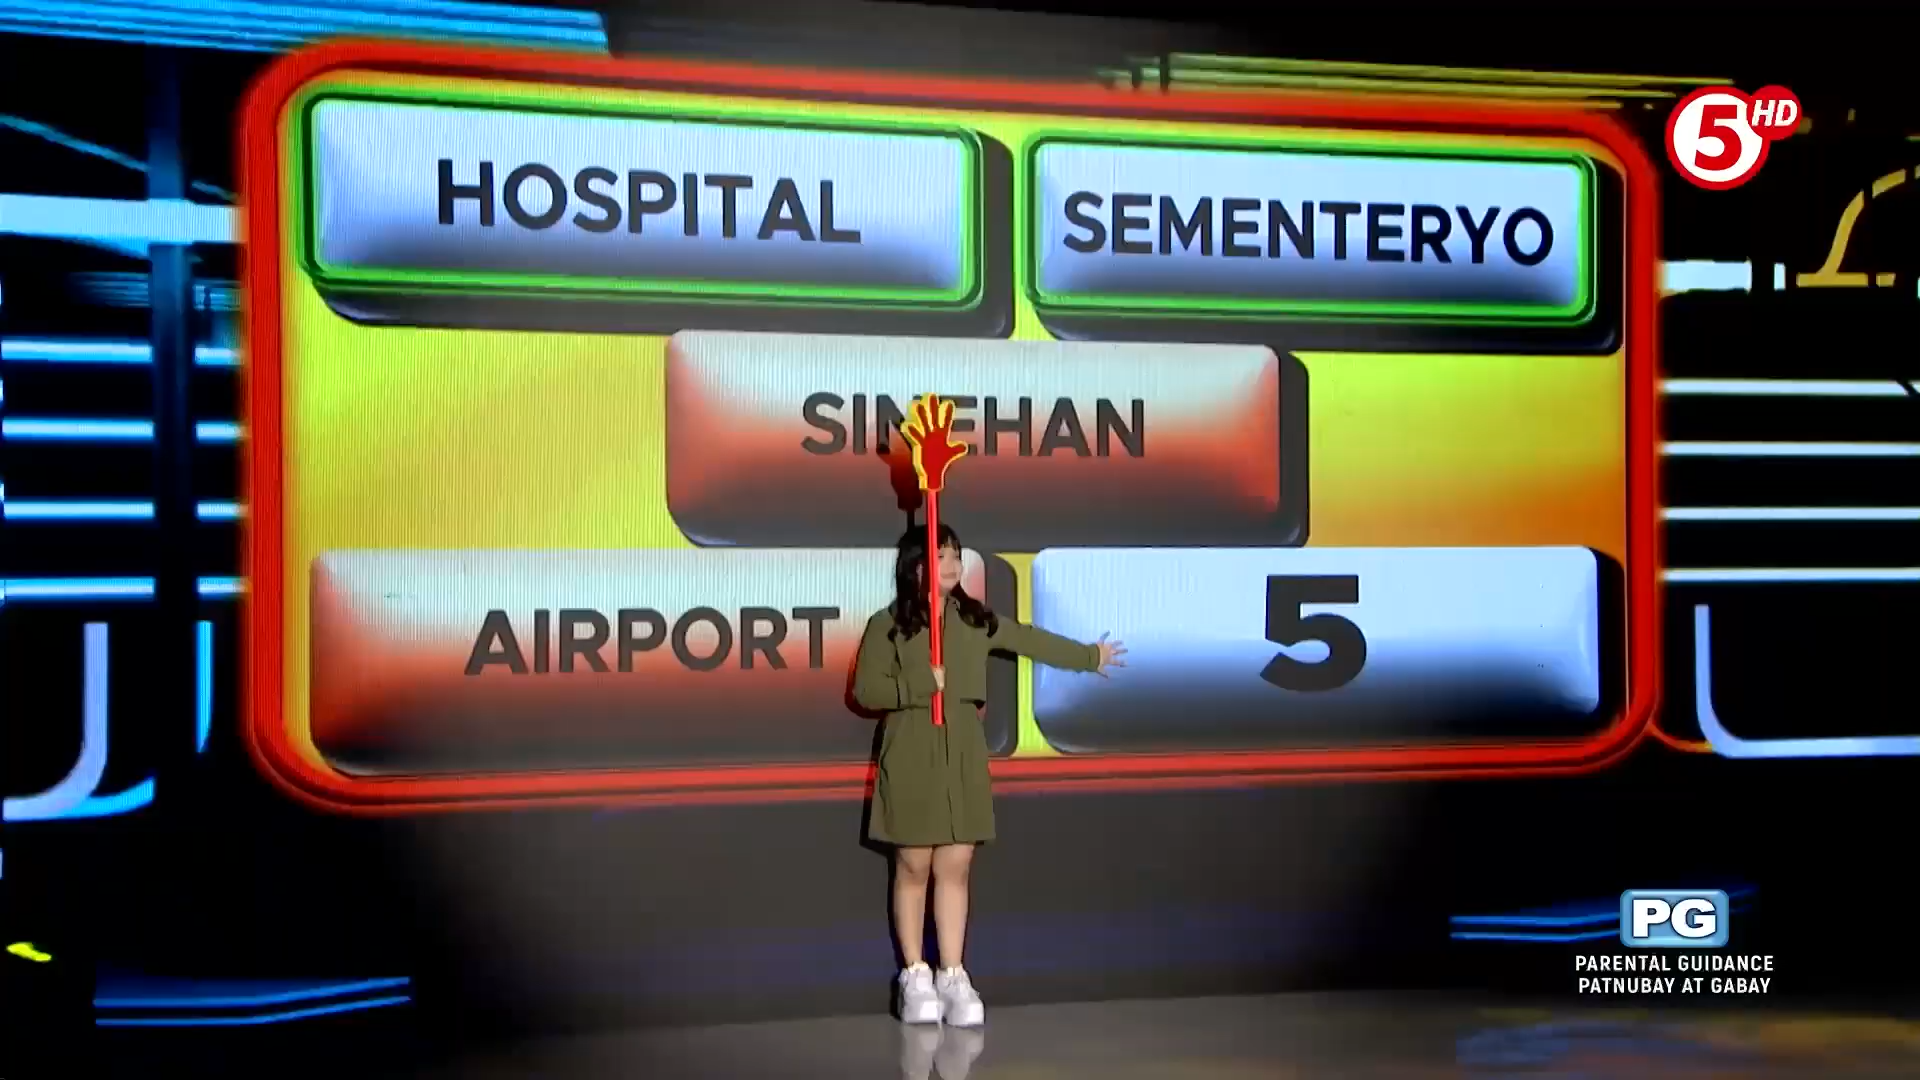 HOSPITAL
SEMENTERYO
SINEHAN
AIRPORT
5
5HD
PG
PARENTAL GUIDANCE
PATNUBAY AT GABAY